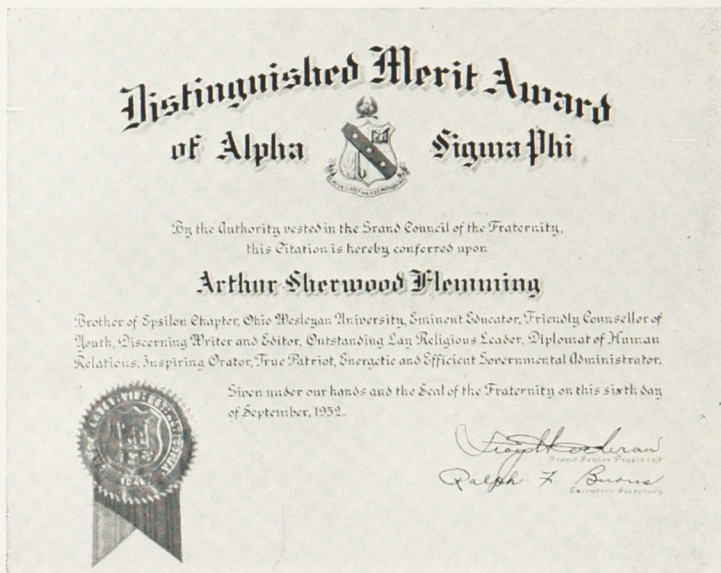 Distinguished Merit Award
of Alpha Sigma Phi
By the Authority vested in the Grand Council of the Fraternity,
this Citation is hereby conferred upon
Arthur Sherwood Flemming
Brother of Epsilon Chapter, Ohio Wesleyan University, Eminent Educator, Friendly Counsellor of
Youth, Discerning Writer and Editor, Outstanding Lay Religious Leader, Diplomat of Human
Relations, Inspiring Orator, True Patriot, Energetic and Efficient Governmental Administrator.
Given under our hands and the Seal of the Fraternity on this sixth day
of September, 1952.
Grand Senior President
Ralph F. Burns
Executive Secretary
1845